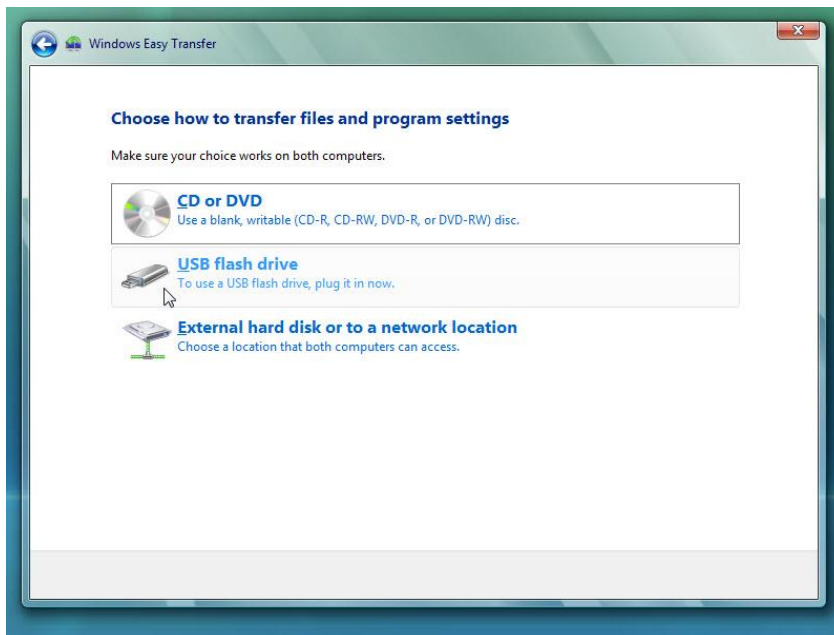 Windows Easy Transfer
Choose how to transfer files and program settings
Make sure your choice works on both computers.
CD or DVD
Use a blank, writable (CD-R, CD-RW, DVD-R, or DVD-RW) disc.
USB flash drive
To use a USB flash drive, plug it in now.
External hard disk or to a network location
Choose a location that both computers can access.